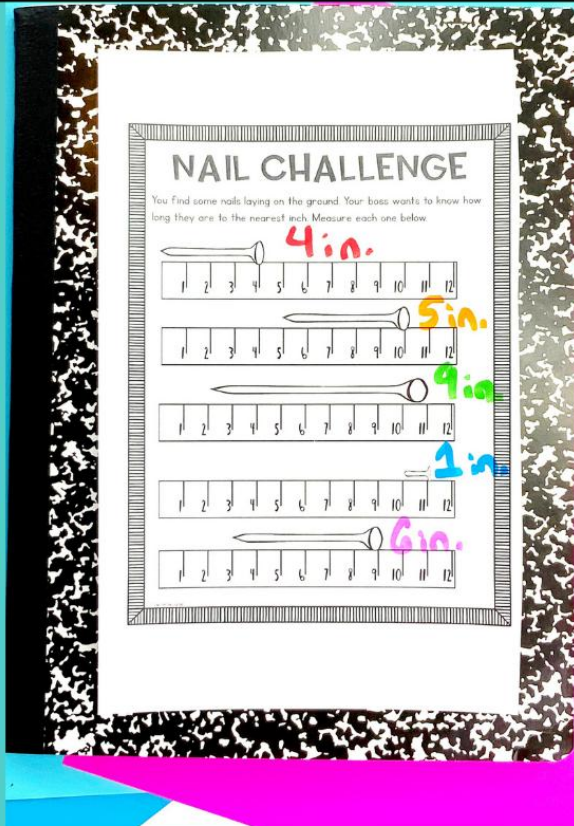 NAIL CHALLENGE
You find some nails laying on the ground. Your boss wants to know how
long they are to the nearest inch. Measure each one below.
4in.
1 2 3 4 5 6 7 8 9 10 11 12
5in.
1 2 3 4 5 6 7 8 9 10 11 12
9in
1 2 3 4 5 6 7 8 9 10 11 12
1in.
1 2 3 4 5 6 7 8 9 10 11 12
6in.
1 2 3 4 5 6 7 8 9 10 11 12